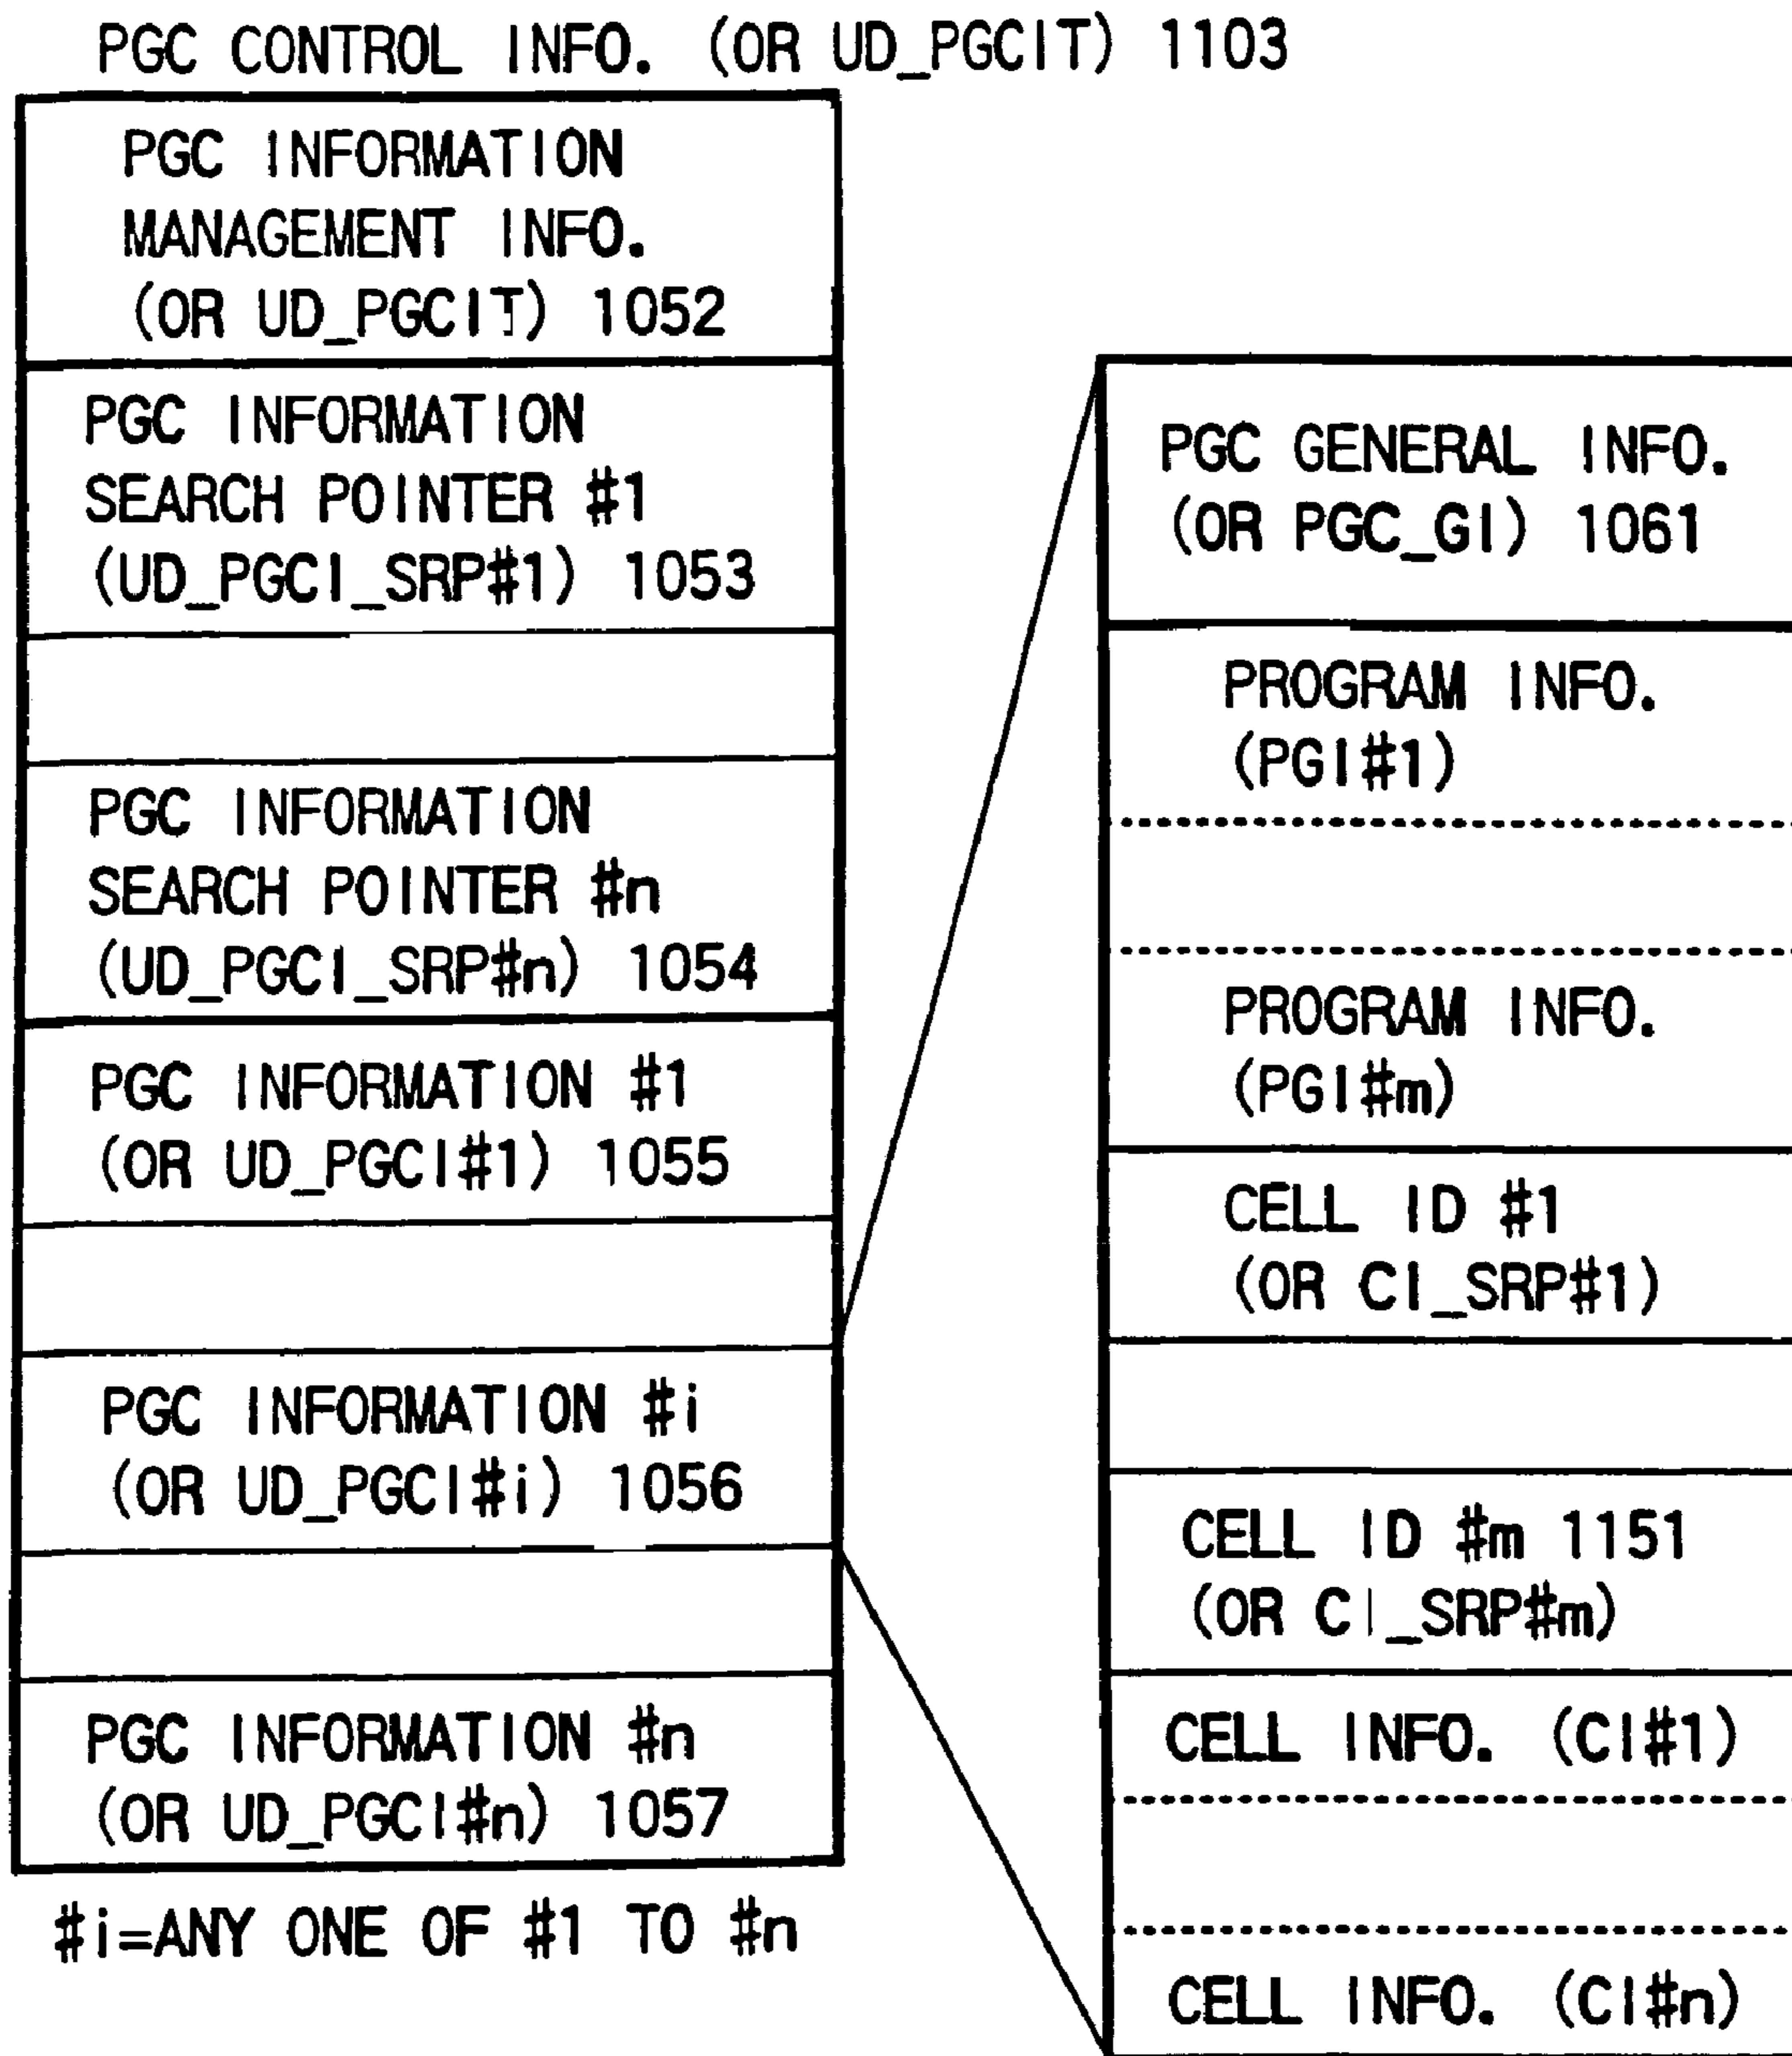 PGC CONTROL INFO. (OR UD_PGCIT) 1103
PGC INFORMATION
MANAGEMENT INFO.
(OR UD_PGCIT) 1052
PGC INFORMATION
SEARCH POINTER #1
(UD_PGCI_SRP#1) 1053
PGC INFORMATION
SEARCH POINTER #n
(UD_PGCI_SRP#n) 1054
PGC INFORMATION #1
(OR UD_PGCI#1) 1055
PGC INFORMATION #i
(OR UD_PGCI#i) 1056
PGC INFORMATION #n
(OR UD_PGCI#n) 1057
#i=ANY ONE OF #1 TO #n
PGC GENERAL INFO.
(OR PGC_GI) 1061
PROGRAM INFO.
(PGI#1)
PROGRAM INFO.
(PGI#m)
CELL ID #1
(OR CI_SRP#1)
CELL ID #m 1151
(OR CI_SRP#m)
CELL INFO. (CI#1)
CELL INFO. (CI#n)